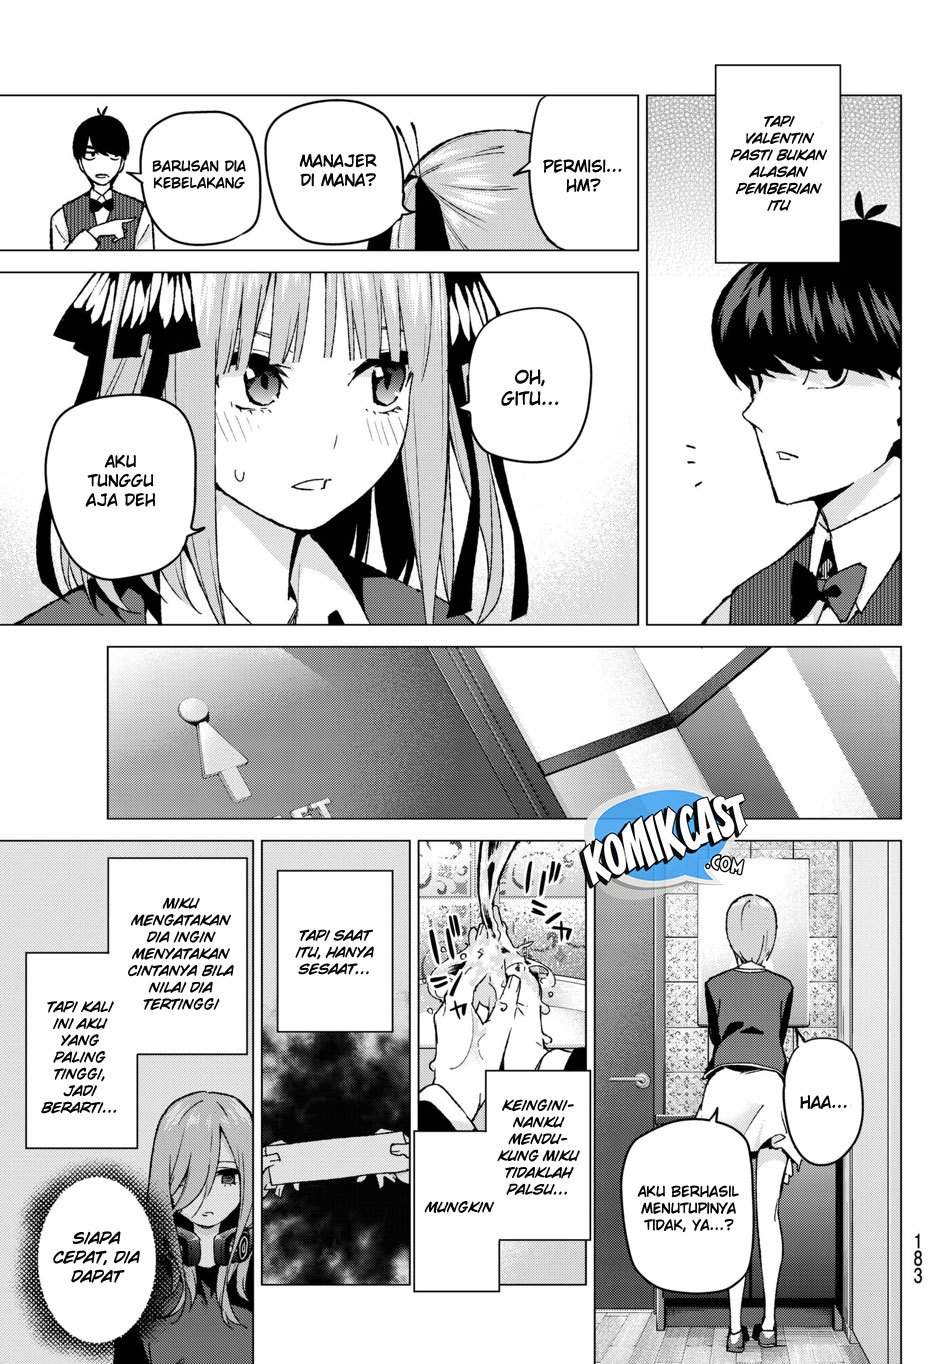 TAPI
VALENTIN
PASTI BUKAN
ALASAN
PEMBERIAN
ITU
PERMISI...
HM?
MANAJER
DI MANA?
BARUSAN DIA
KEBELAKANG
OH,
GITU...
AKU
TUNGGU
AJA DEH
KOMIKCAST
.COM
HAA...
AKU BERHASIL
MENUTUPINYA
TIDAK, YA...?
KEINGINI-
NANKU
MENDU-
KUNG MIKU
TIDAKLAH
PALSU...
MUNGKIN
TAPI SAAT
ITU, HANYA
SESAAT...
MIKU
MENGATAKAN
DIA INGIN
MENYATAKAN
CINTANYA BILA
NILAI DIA
TERTINGGI
TAPI KALI
INI AKU
YANG
PALING
TINGGI,
JADI
BERARTI...
SIAPA
CEPAT, DIA
DAPAT
183